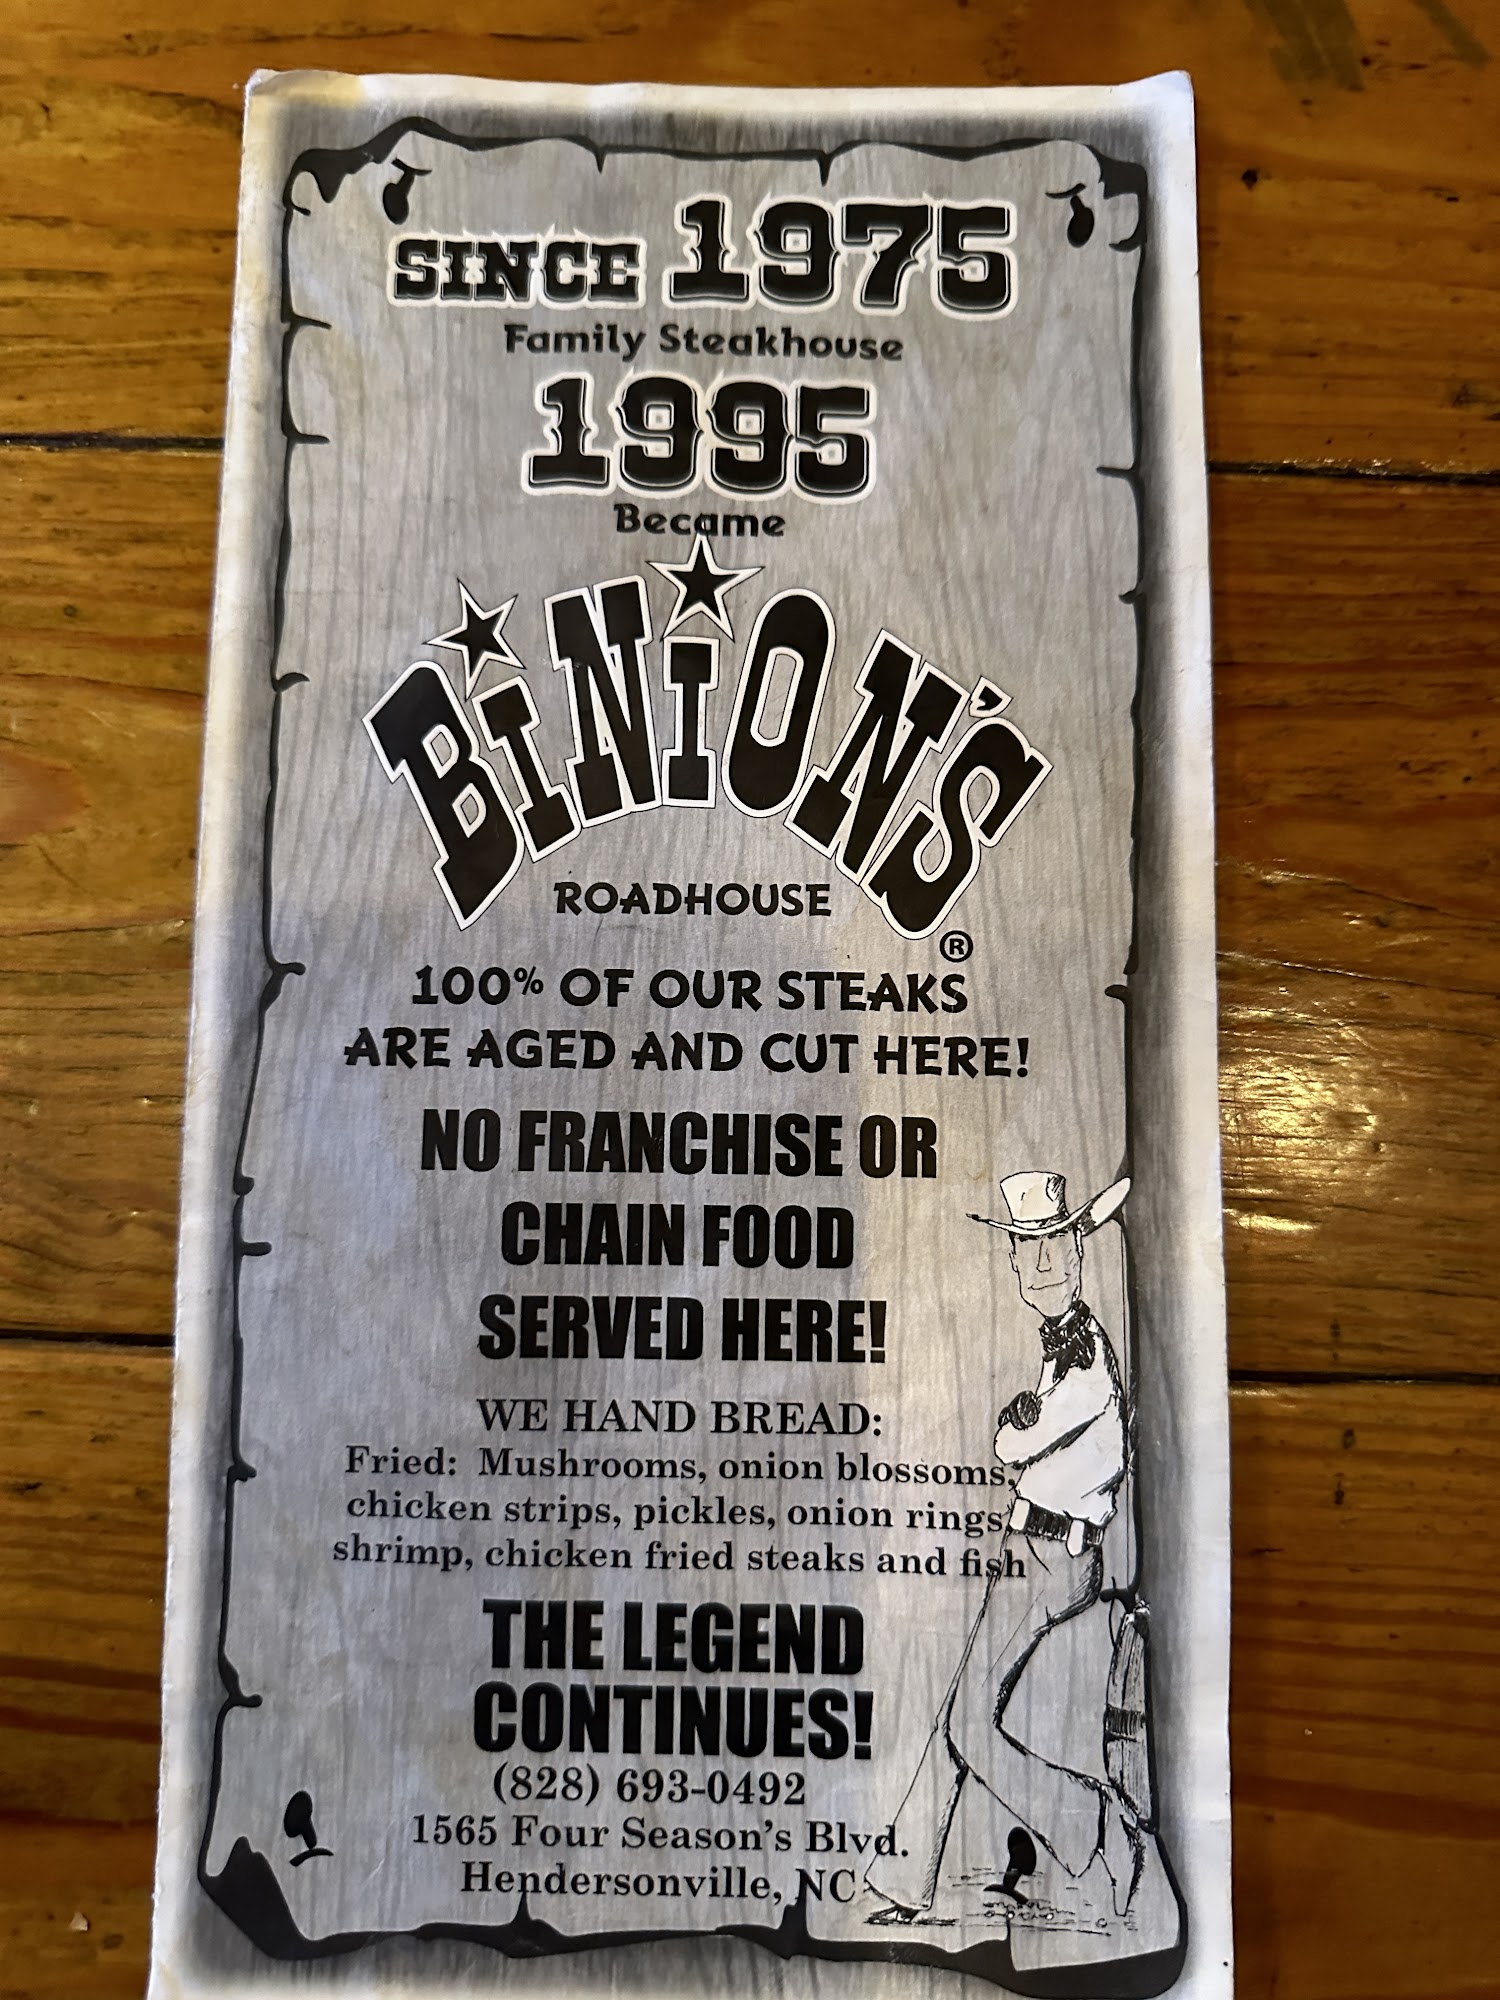 SINCE 1975
Family Steakhouse
1995
Became
BiNiON'S
ROADHOUSE
®
100% OF OUR STEAKS
ARE AGED AND CUT HERE!
NO FRANCHISE OR
CHAIN FOOD
SERVED HERE!
WE HAND BREAD:
Fried: Mushrooms, onion blossoms,
chicken strips, pickles, onion rings
shrimp, chicken fried steaks and fish
THE LEGEND
CONTINUES!
(828) 693-0492
1565 Four Season's Blvd.
Hendersonville, NC